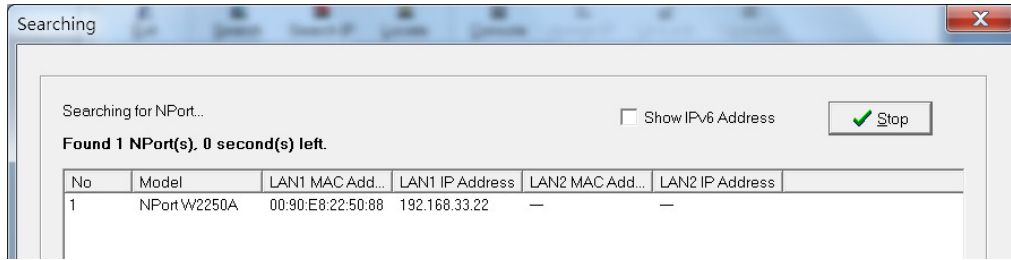 Searching
Searching for NPort...
Show IPv6 Address
Stop
Found 1 NPort(s), 0 second(s) left.
No Model LAN1 MAC Add... LAN1 IP Address LAN2 MAC Add... LAN2 IP Address
1 NPort W2250A 00:90:E8:22:50:88 192.168.33.22 — —